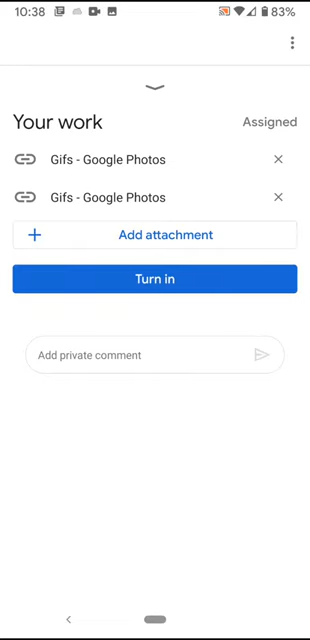 10:38
83%
Your work
Assigned
Gifs - Google Photos
Gifs - Google Photos
Add attachment
Turn in
Add private comment